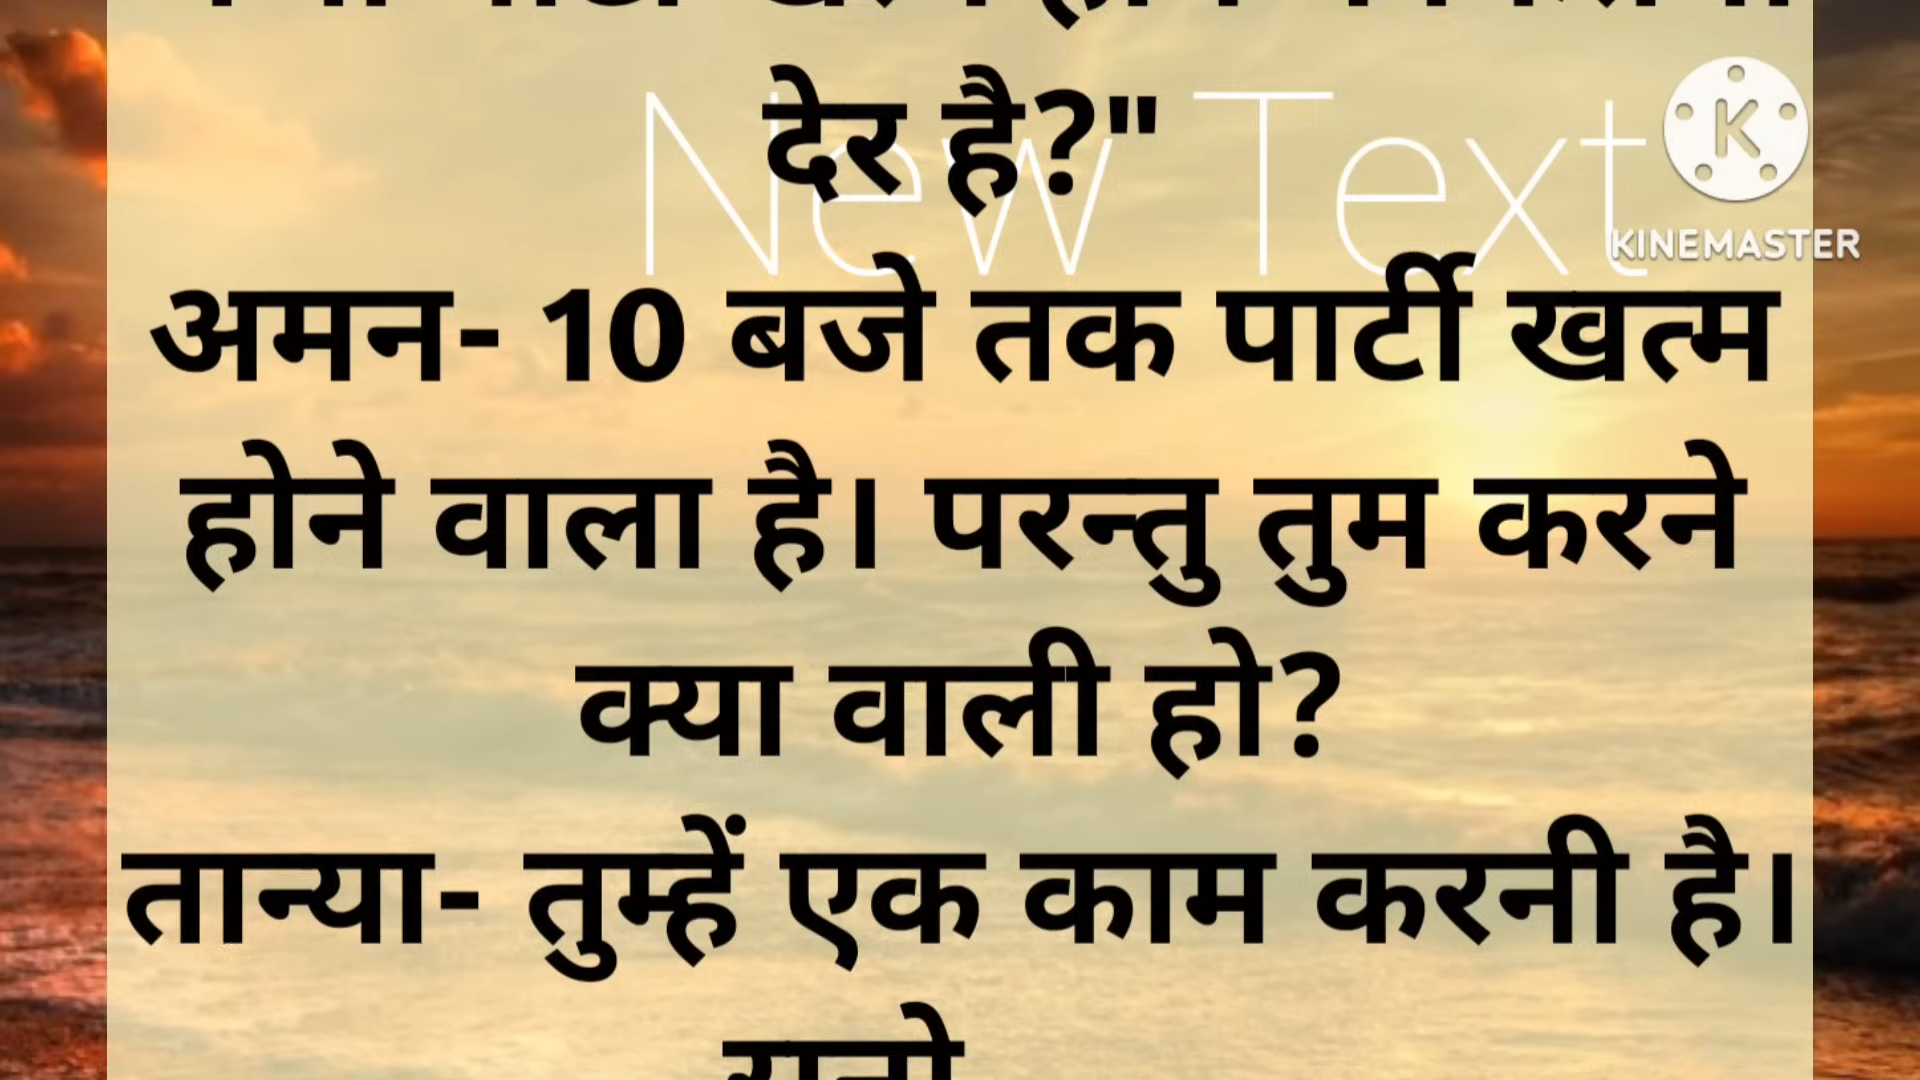 देर है?"
New Text
KINEMASTER
अमन- 10 बजे तक पार्टी खत्म
होने वाला है। परन्तु तुम करने
क्या वाली हो?
तान्या- तुम्हें एक काम करनी है।